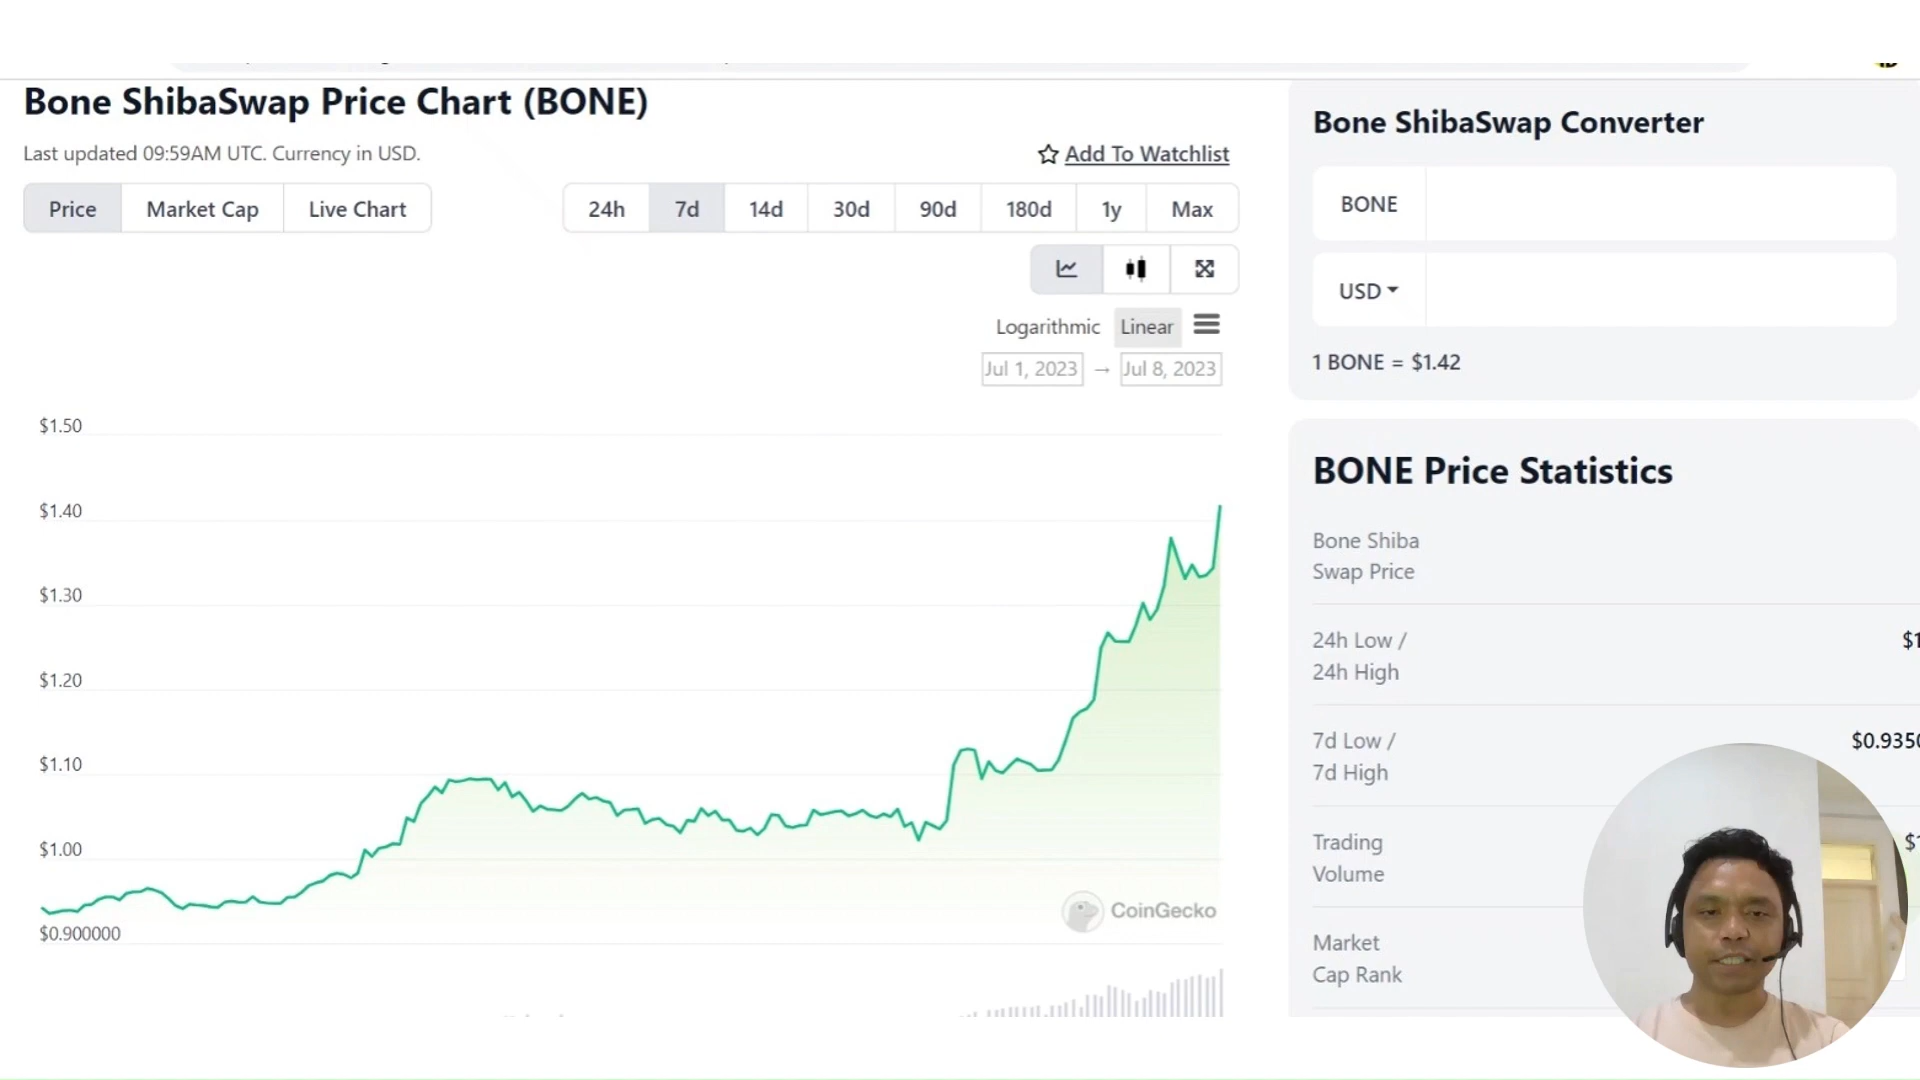 Bone ShibaSwap Price Chart (BONE)
Last updated 09:59AM UTC. Currency in USD.
Add To Watchlist
Price
Market Cap
Live Chart
24h
7d
14d
30d
90d
180d
1y
Max
Logarithmic
Linear
Jul 1, 2023 → Jul 8, 2023
$1.50
$1.40
$1.30
$1.20
$1.10
$1.00
$0.900000
CoinGecko
Bone ShibaSwap Converter
BONE
USD
1 BONE = $1.42
BONE Price Statistics
Bone Shiba
Swap Price
24h Low /
24h High
$1
7d Low /
7d High
$0.935
Trading
Volume
$1
Market
Cap Rank